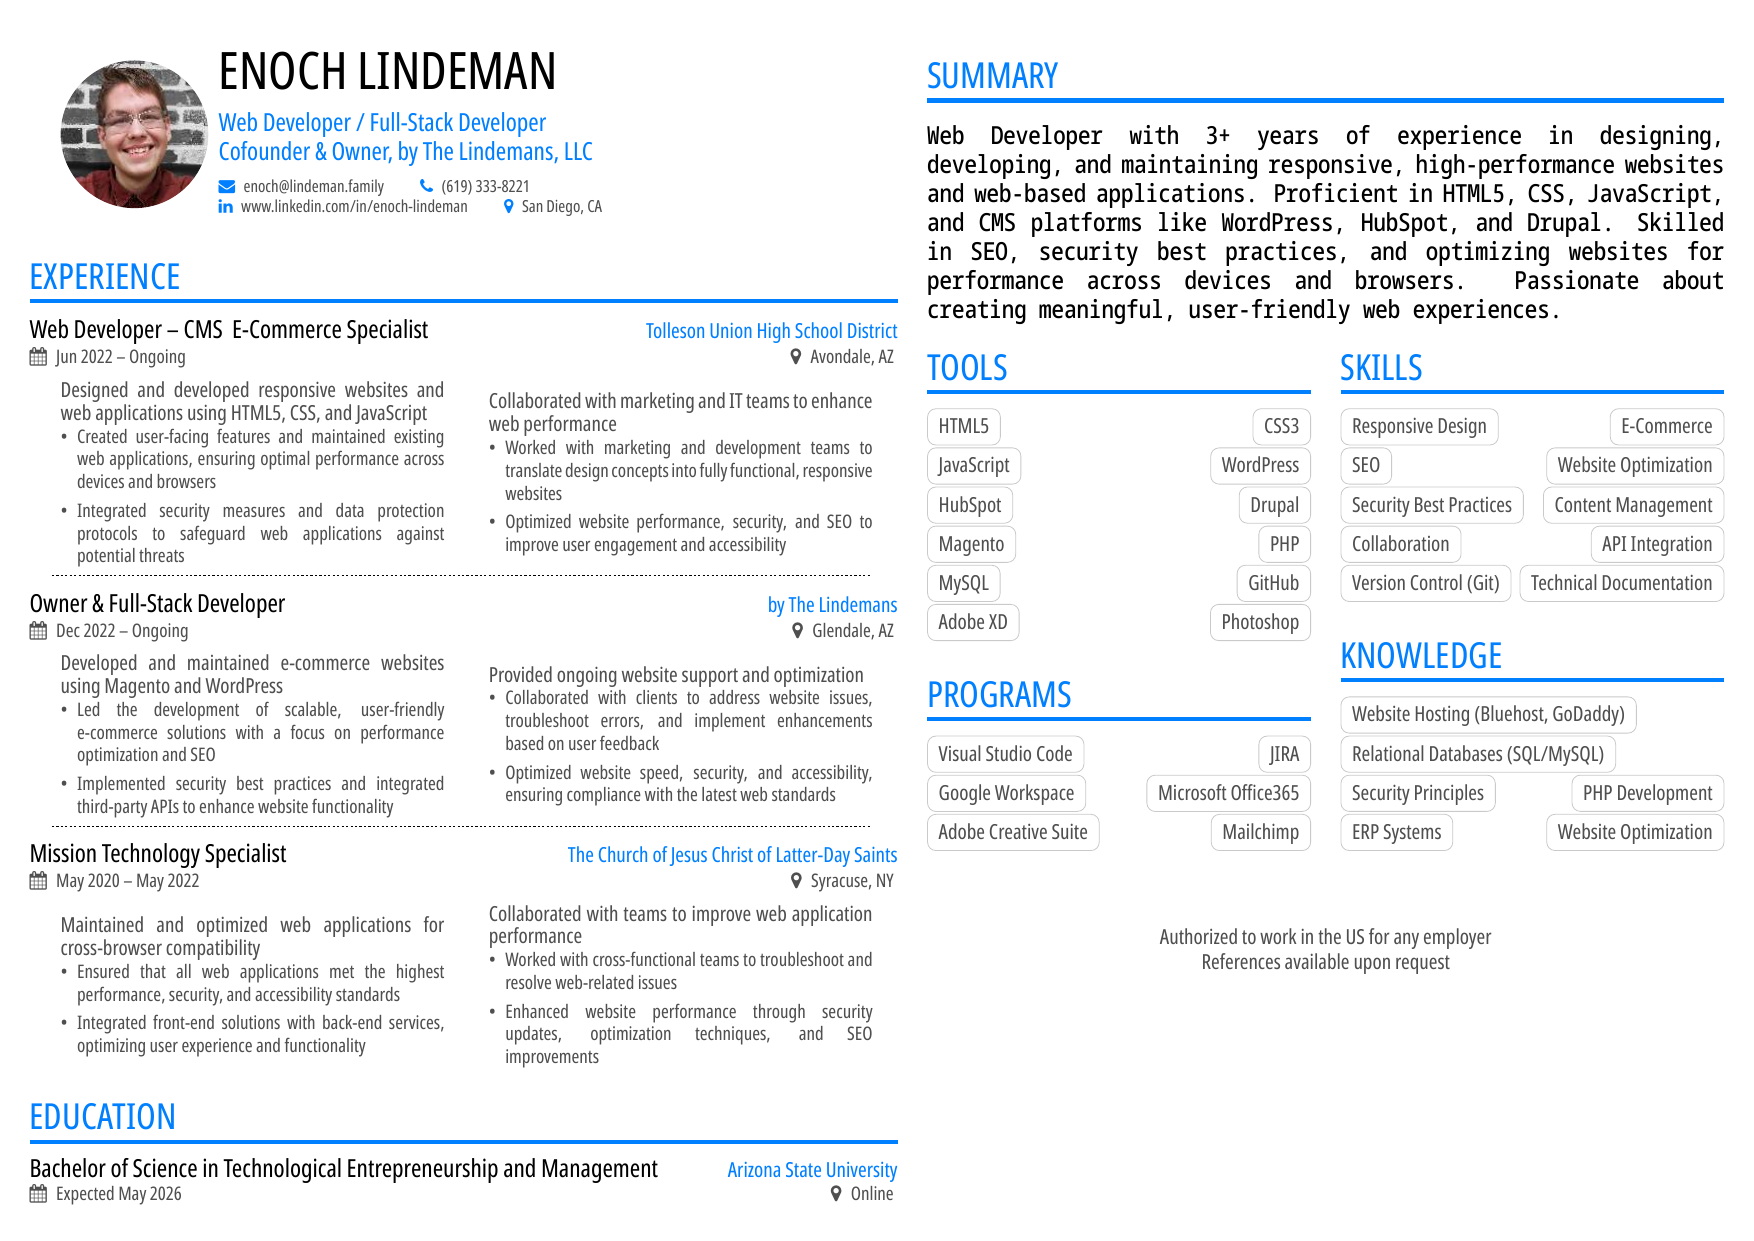 ENOCH LINDEMAN
Web Developer / Full-Stack Developer
Cofounder & Owner, by The Lindemans, LLC
enoch@lindeman.family (619) 333-8221
www.linkedin.com/in/enoch-lindeman San Diego, CA
EXPERIENCE
Web Developer – CMS E-Commerce Specialist Tolleson Union High School District
Jun 2022 – Ongoing Avondale, AZ
Designed and developed responsive websites and
web applications using HTML5, CSS, and JavaScript
• Created user-facing features and maintained existing
web applications, ensuring optimal performance across
devices and browsers
• Integrated security measures and data protection
protocols to safeguard web applications against
potential threats
Collaborated with marketing and IT teams to enhance
web performance
• Worked with marketing and development teams to
translate design concepts into fully functional, responsive
websites
• Optimized website performance, security, and SEO to
improve user engagement and accessibility
Owner & Full-Stack Developer by The Lindemans
Dec 2022 – Ongoing Glendale, AZ
Developed and maintained e-commerce websites
using Magento and WordPress
• Led the development of scalable, user-friendly
e-commerce solutions with a focus on performance
optimization and SEO
• Implemented security best practices and integrated
third-party APIs to enhance website functionality
Provided ongoing website support and optimization
• Collaborated with clients to address website issues,
troubleshoot errors, and implement enhancements
based on user feedback
• Optimized website speed, security, and accessibility,
ensuring compliance with the latest web standards
Mission Technology Specialist The Church of Jesus Christ of Latter-Day Saints
May 2020 – May 2022 Syracuse, NY
Maintained and optimized web applications for
cross-browser compatibility
• Ensured that all web applications met the highest
performance, security, and accessibility standards
• Integrated front-end solutions with back-end services,
optimizing user experience and functionality
Collaborated with teams to improve web application
performance
• Worked with cross-functional teams to troubleshoot and
resolve web-related issues
• Enhanced website performance through security
updates, optimization techniques, and SEO
improvements
EDUCATION
Bachelor of Science in Technological Entrepreneurship and Management Arizona State University
Expected May 2026 Online
SUMMARY
Web Developer with 3+ years of experience in designing,
developing, and maintaining responsive, high-performance websites
and web-based applications. Proficient in HTML5, CSS, JavaScript,
and CMS platforms like WordPress, HubSpot, and Drupal. Skilled
in SEO, security best practices, and optimizing websites for
performance across devices and browsers. Passionate about
creating meaningful, user-friendly web experiences.
TOOLS
HTML5 CSS3
JavaScript WordPress
HubSpot Drupal
Magento PHP
MySQL GitHub
Adobe XD Photoshop
PROGRAMS
Visual Studio Code JIRA
Google Workspace Microsoft Office365
Adobe Creative Suite Mailchimp
SKILLS
Responsive Design E-Commerce
SEO Website Optimization
Security Best Practices Content Management
Collaboration API Integration
Version Control (Git) Technical Documentation
KNOWLEDGE
Website Hosting (Bluehost, GoDaddy)
Relational Databases (SQL/MySQL)
Security Principles PHP Development
ERP Systems Website Optimization
Authorized to work in the US for any employer
References available upon request